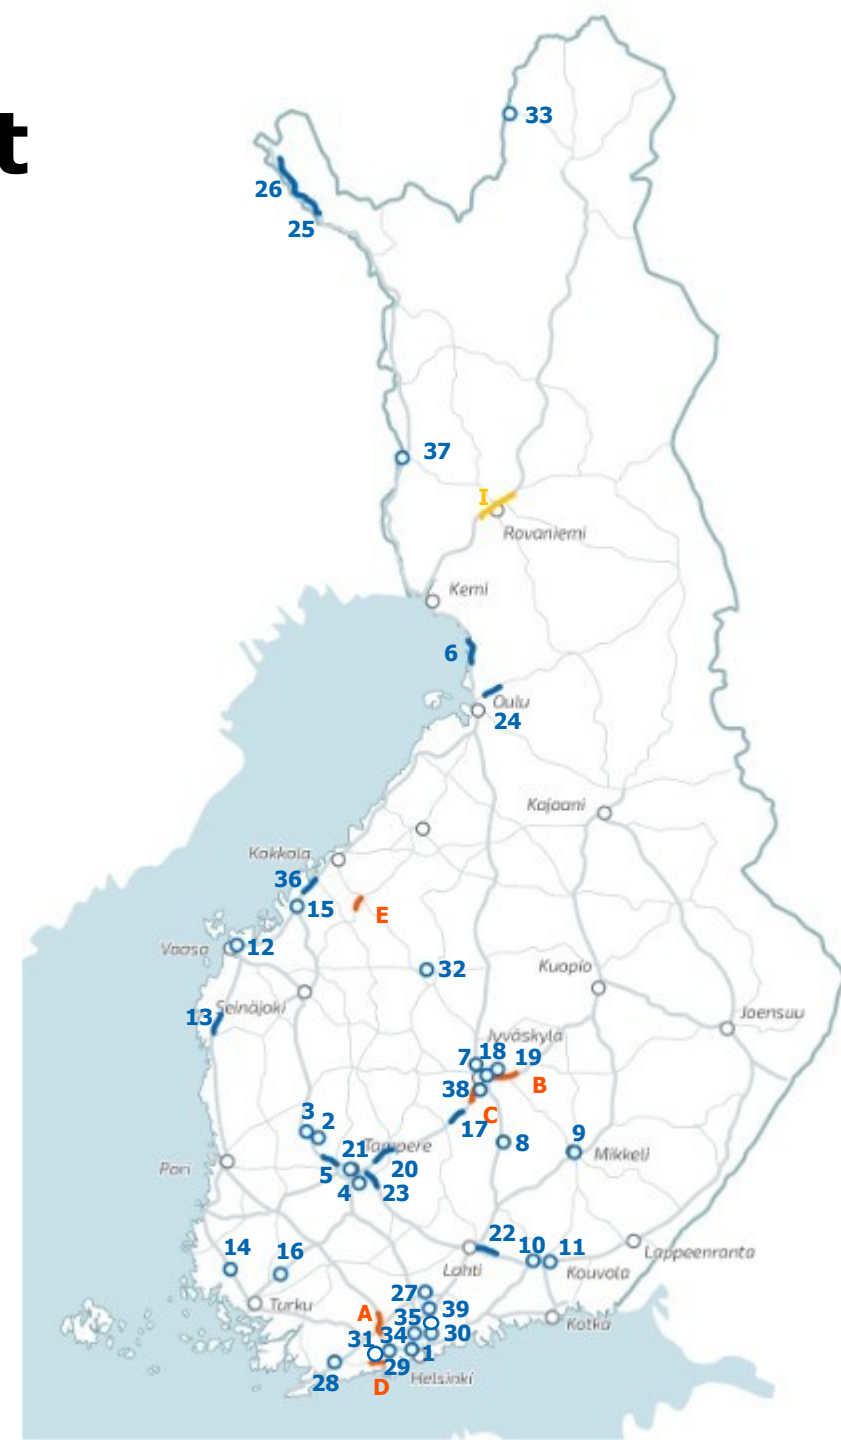 t
33
26
25
37
I
Rovaniemi
Kemi
6
Oulu
24
Kajaani
Kokkola
36
15
E
Vaasa
12
32
Kuopio
Seinäjoki
13
Joensuu
Jyväskylä
7
18
19
B
38
C
17
3
2
9
8
Mikkeli
21
Tampere
20
5
4
23
Pori
22
10
11
Lappeenranta
14
16
Lahti
Kouvola
27
Turku
39
A
35
Kotka
31
34
30
1
29
28
D
Helsinki